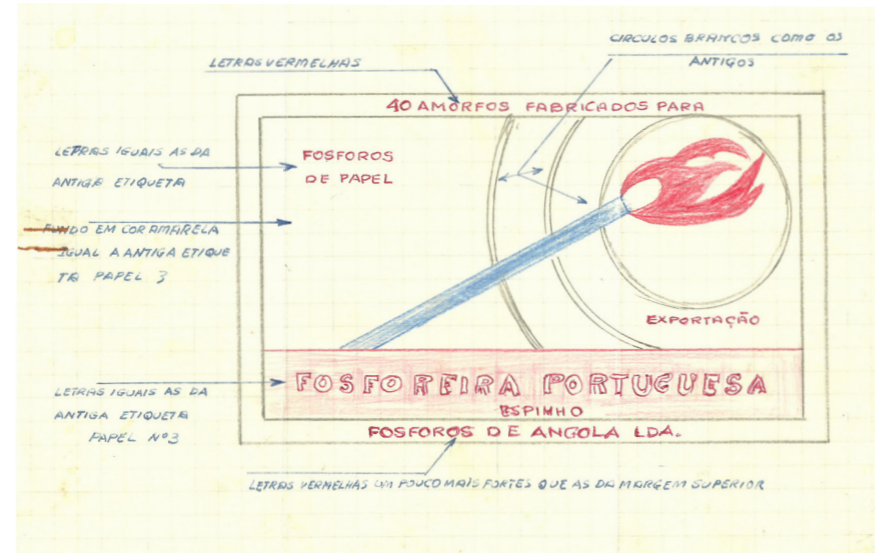 CIRCULOS BRANCOS COMO OS
ANTIGOS
LETRAS VERMELHAS
40 AMORFOS FABRICADOS PARA
LETRAS IGUAIS AS DA
ANTIGA ETIQUETA
FOSFOROS
DE PAPEL
FUNDO EM COR AMARELA
IGUAL A ANTIGA ETIQUE
TA PAPEL 3
EXPORTAÇÃO
LETRAS IGUAIS AS DA
ANTIGA ETIQUETA
PAPEL Nº3
FOSFOREIRA PORTUGUESA
ESPINHO
FOSFOROS DE ANGOLA LDA.
LETRAS VERMELHAS UM POUCO MAIS FORTES QUE AS DA MARGEM SUPERIOR